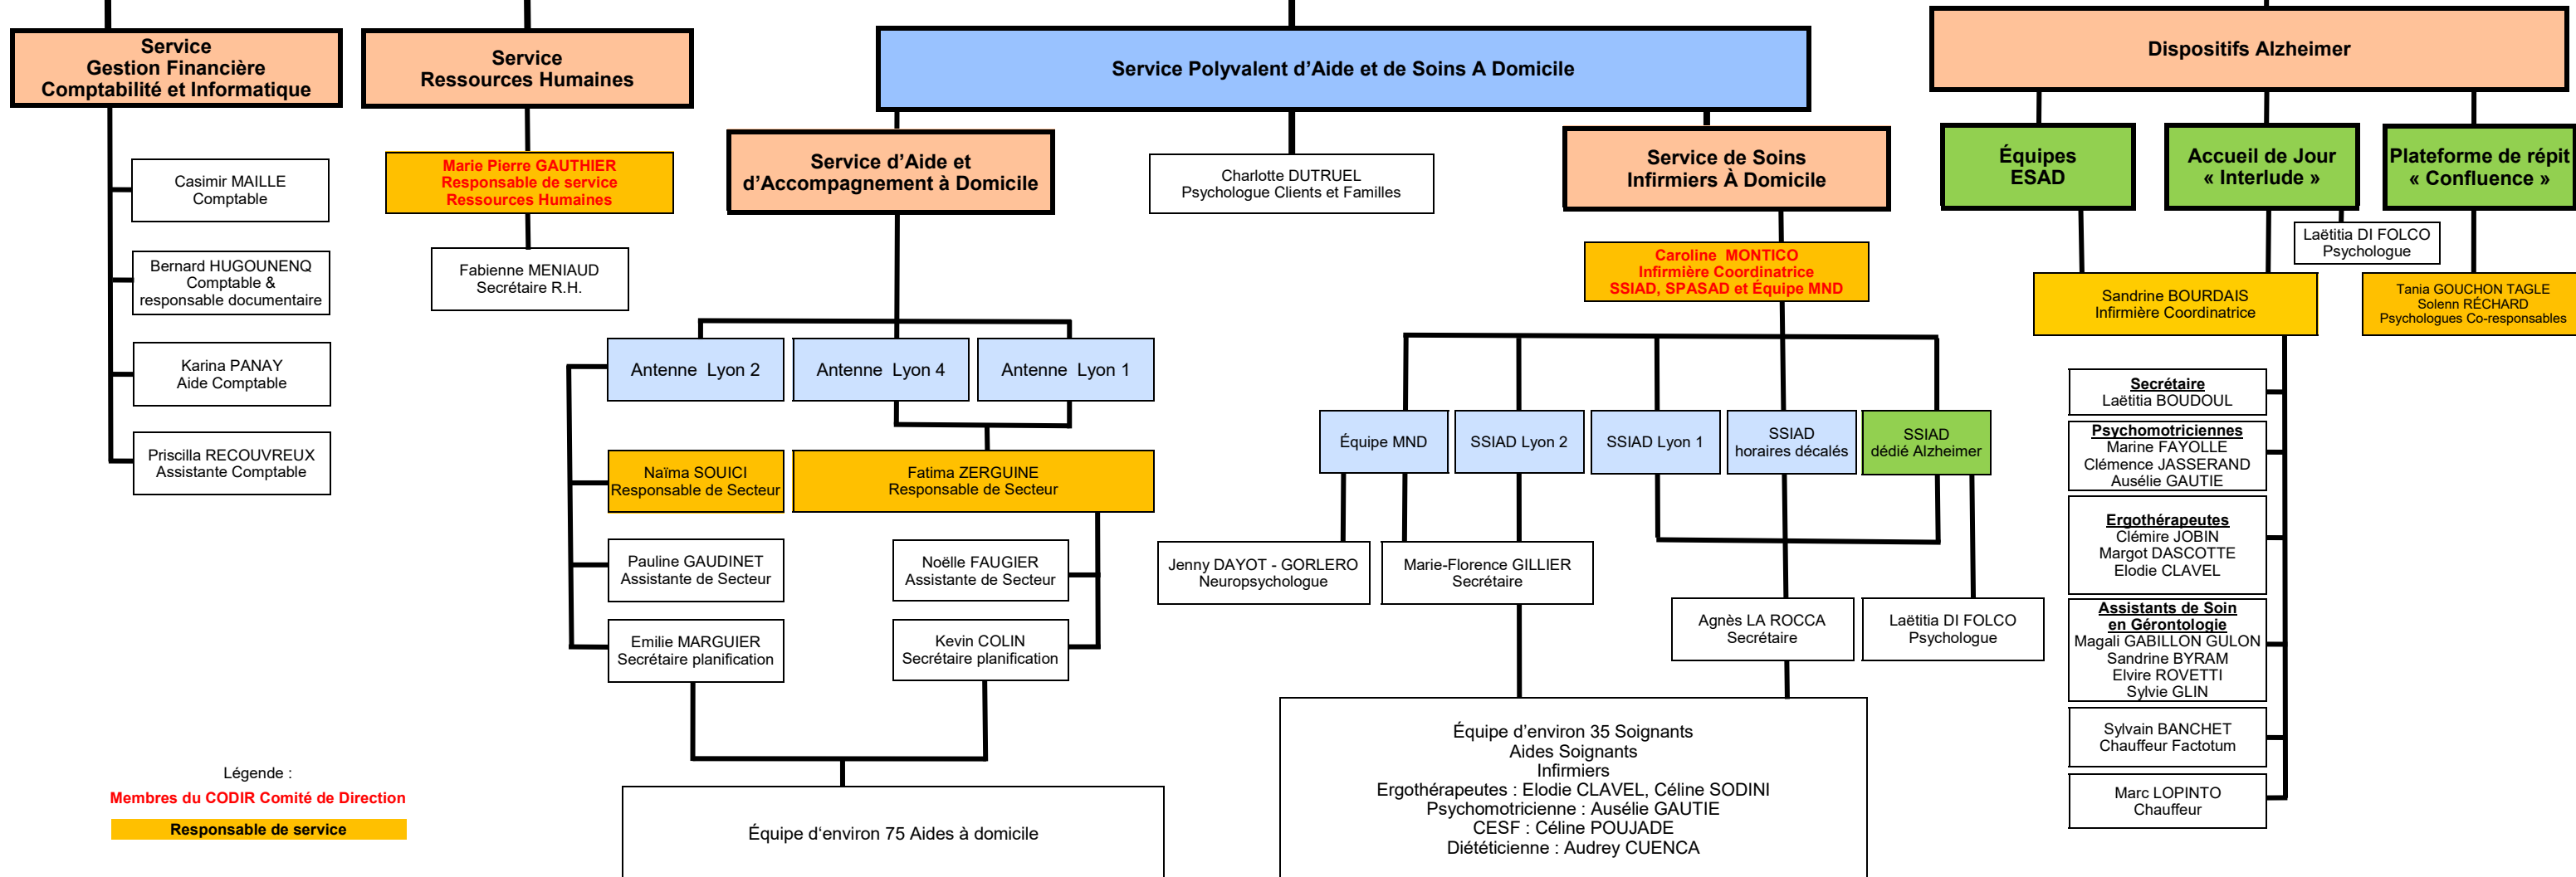 Service
Gestion Financière
Comptabilité et Informatique
Casimir MAILLE
Comptable
Bernard HUGOUNENQ
Comptable &
responsable documentaire
Karina PANAY
Aide Comptable
Priscilla RECOUVREUX
Assistante Comptable
Service
Ressources Humaines
Marie Pierre GAUTHIER
Responsable de service
Ressources Humaines
Fabienne MENIAUD
Secrétaire R.H.
Service Polyvalent d’Aide et de Soins A Domicile
Service d’Aide et
d’Accompagnement à Domicile
Antenne Lyon 2
Antenne Lyon 4
Antenne Lyon 1
Naïma SOUICI
Responsable de Secteur
Fatima ZERGUINE
Responsable de Secteur
Pauline GAUDINET
Assistante de Secteur
Noëlle FAUGIER
Assistante de Secteur
Emilie MARGUIER
Secrétaire planification
Kevin COLIN
Secrétaire planification
Équipe d‘environ 75 Aides à domicile
Charlotte DUTRUEL
Psychologue Clients et Familles
Service de Soins
Infirmiers À Domicile
Caroline MONTICO
Infirmière Coordinatrice
SSIAD, SPASAD et Équipe MND
Équipe MND
SSIAD Lyon 2
SSIAD Lyon 1
SSIAD
horaires décalés
SSIAD
dédié Alzheimer
Jenny DAYOT - GORLERO
Neuropsychologue
Marie-Florence GILLIER
Secrétaire
Agnès LA ROCCA
Secrétaire
Laëtitia DI FOLCO
Psychologue
Équipe d’environ 35 Soignants
Aides Soignants
Infirmiers
Ergothérapeutes : Elodie CLAVEL, Céline SODINI
Psychomotricienne : Ausélie GAUTIE
CESF : Céline POUJADE
Diététicienne : Audrey CUENCA
Dispositifs Alzheimer
Équipes
ESAD
Accueil de Jour
« Interlude »
Plateforme de répit
« Confluence »
Laëtitia DI FOLCO
Psychologue
Sandrine BOURDAIS
Infirmière Coordinatrice
Tania GOUCHON TAGLE
Solenn RÉCHARD
Psychologues Co-responsables
Secrétaire
Laëtitia BOUDOUL
Psychomotriciennes
Marine FAYOLLE
Clémence JASSERAND
Ausélie GAUTIE
Ergothérapeutes
Clémire JOBIN
Margot DASCOTTE
Elodie CLAVEL
Assistants de Soin
en Gérontologie
Magali GABILLON GULON
Sandrine BYRAM
Elvire ROVETTI
Sylvie GLIN
Sylvain BANCHET
Chauffeur Factotum
Marc LOPINTO
Chauffeur
Légende :
Membres du CODIR Comité de Direction
Responsable de service